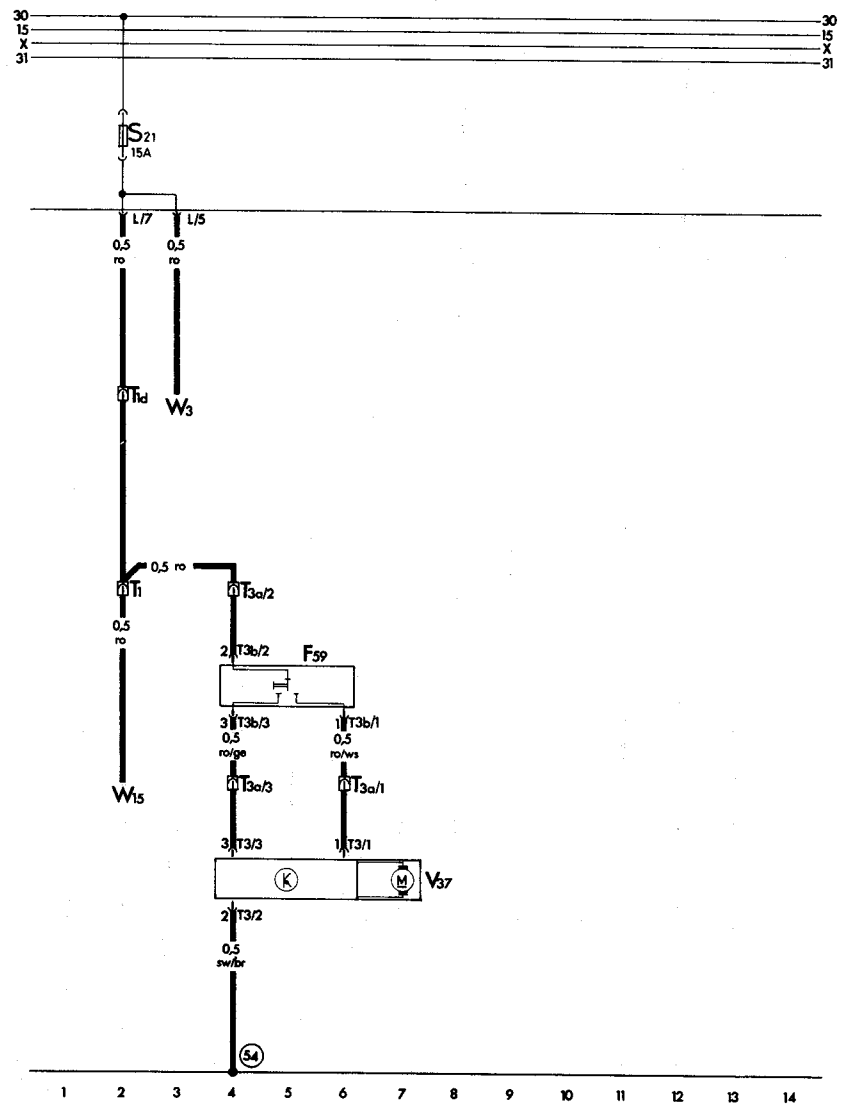 30 30
15 15
X X
31 31
S21
15A
L/7 L/5
0,5 0,5
ro ro
T1d
W3
0,5 ro
T1 T3a/2
0,5
ro
2 T3b/2 F59
3 T3b/3 1 T3b/1
0,5 0,5
ro/ge ro/ws
T3a/3 T3a/1
W15
3 T3/3 1 T3/1
K M V37
2 T3/2
0,5
sw/br
54
1 2 3 4 5 6 7 8 9 10 11 12 13 14